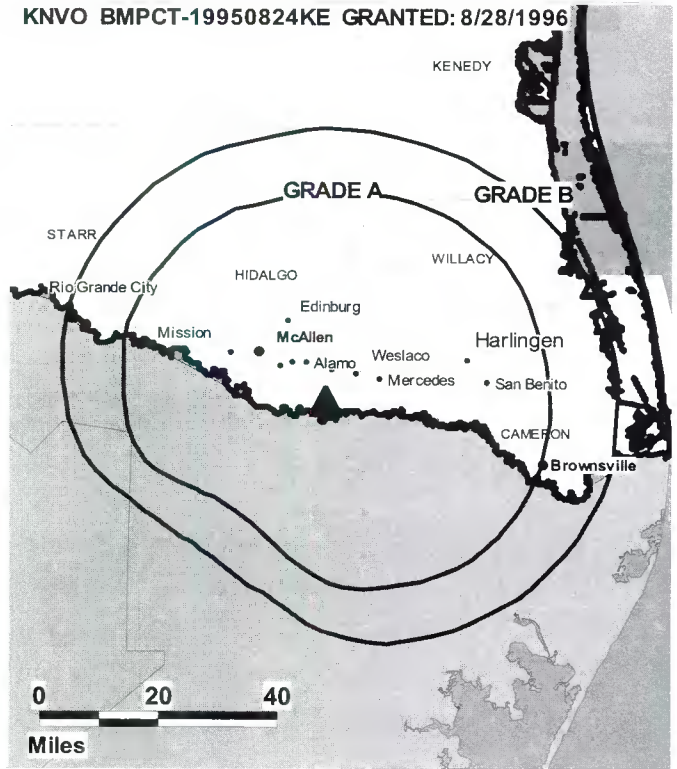 KNVO BMPCT-19950824KE GRANTED: 8/28/1996
KENEDY
GRADE A
GRADE B
STARR
WILLACY
HIDALGO
Rio Grande City
Edinburg
Mission
McAllen
Harlingen
Alamo
Weslaco
Mercedes
San Benito
CAMERON
Brownsville
0 20 40
Miles